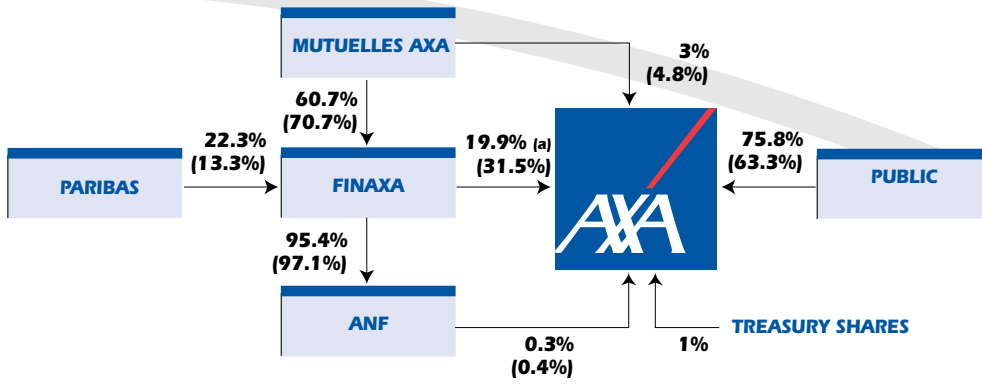 MUTUELLES AXA
3%
(4.8%)
60.7%
(70.7%)
22.3%
(13.3%)
19.9% (a)
(31.5%)
75.8%
(63.3%)
PARIBAS
FINAXA
AXA
PUBLIC
95.4%
(97.1%)
ANF
0.3%
(0.4%)
1%
TREASURY SHARES